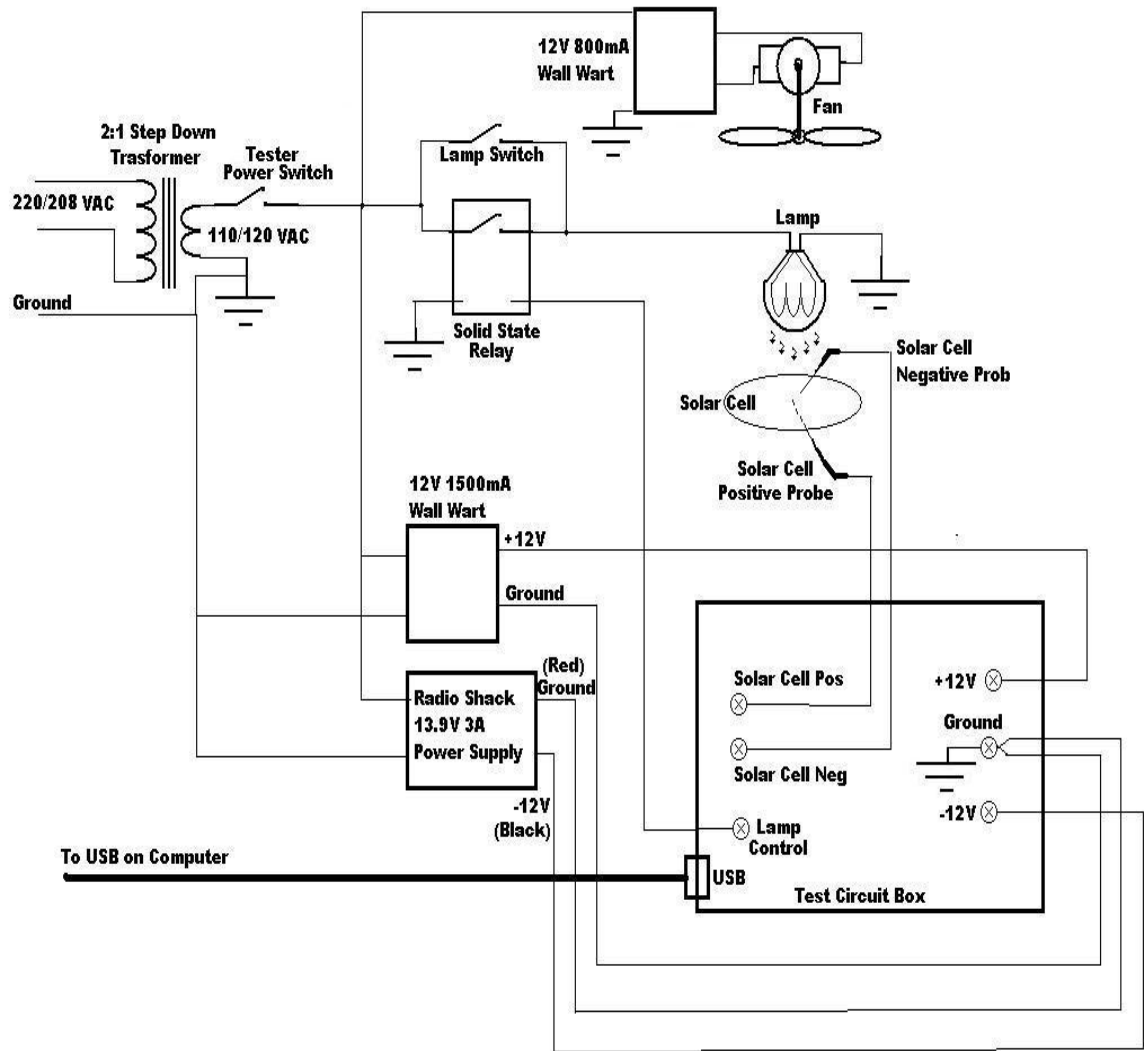 12V 800mA
Wall Wart
Fan
2:1 Step Down
Trasformer
Tester
Power Switch
Lamp Switch
220/208 VAC
110/120 VAC
Lamp
Ground
Solid State
Relay
Solar Cell
Negative Prob
Solar Cell
Solar Cell
Positive Probe
12V 1500mA
Wall Wart
+12V
Ground
(Red)
Ground
Radio Shack
13.9V 3A
Power Supply
-12V
(Black)
Solar Cell Pos
+12V
Ground
Solar Cell Neg
-12V
Lamp
Control
To USB on Computer
USB
Test Circuit Box